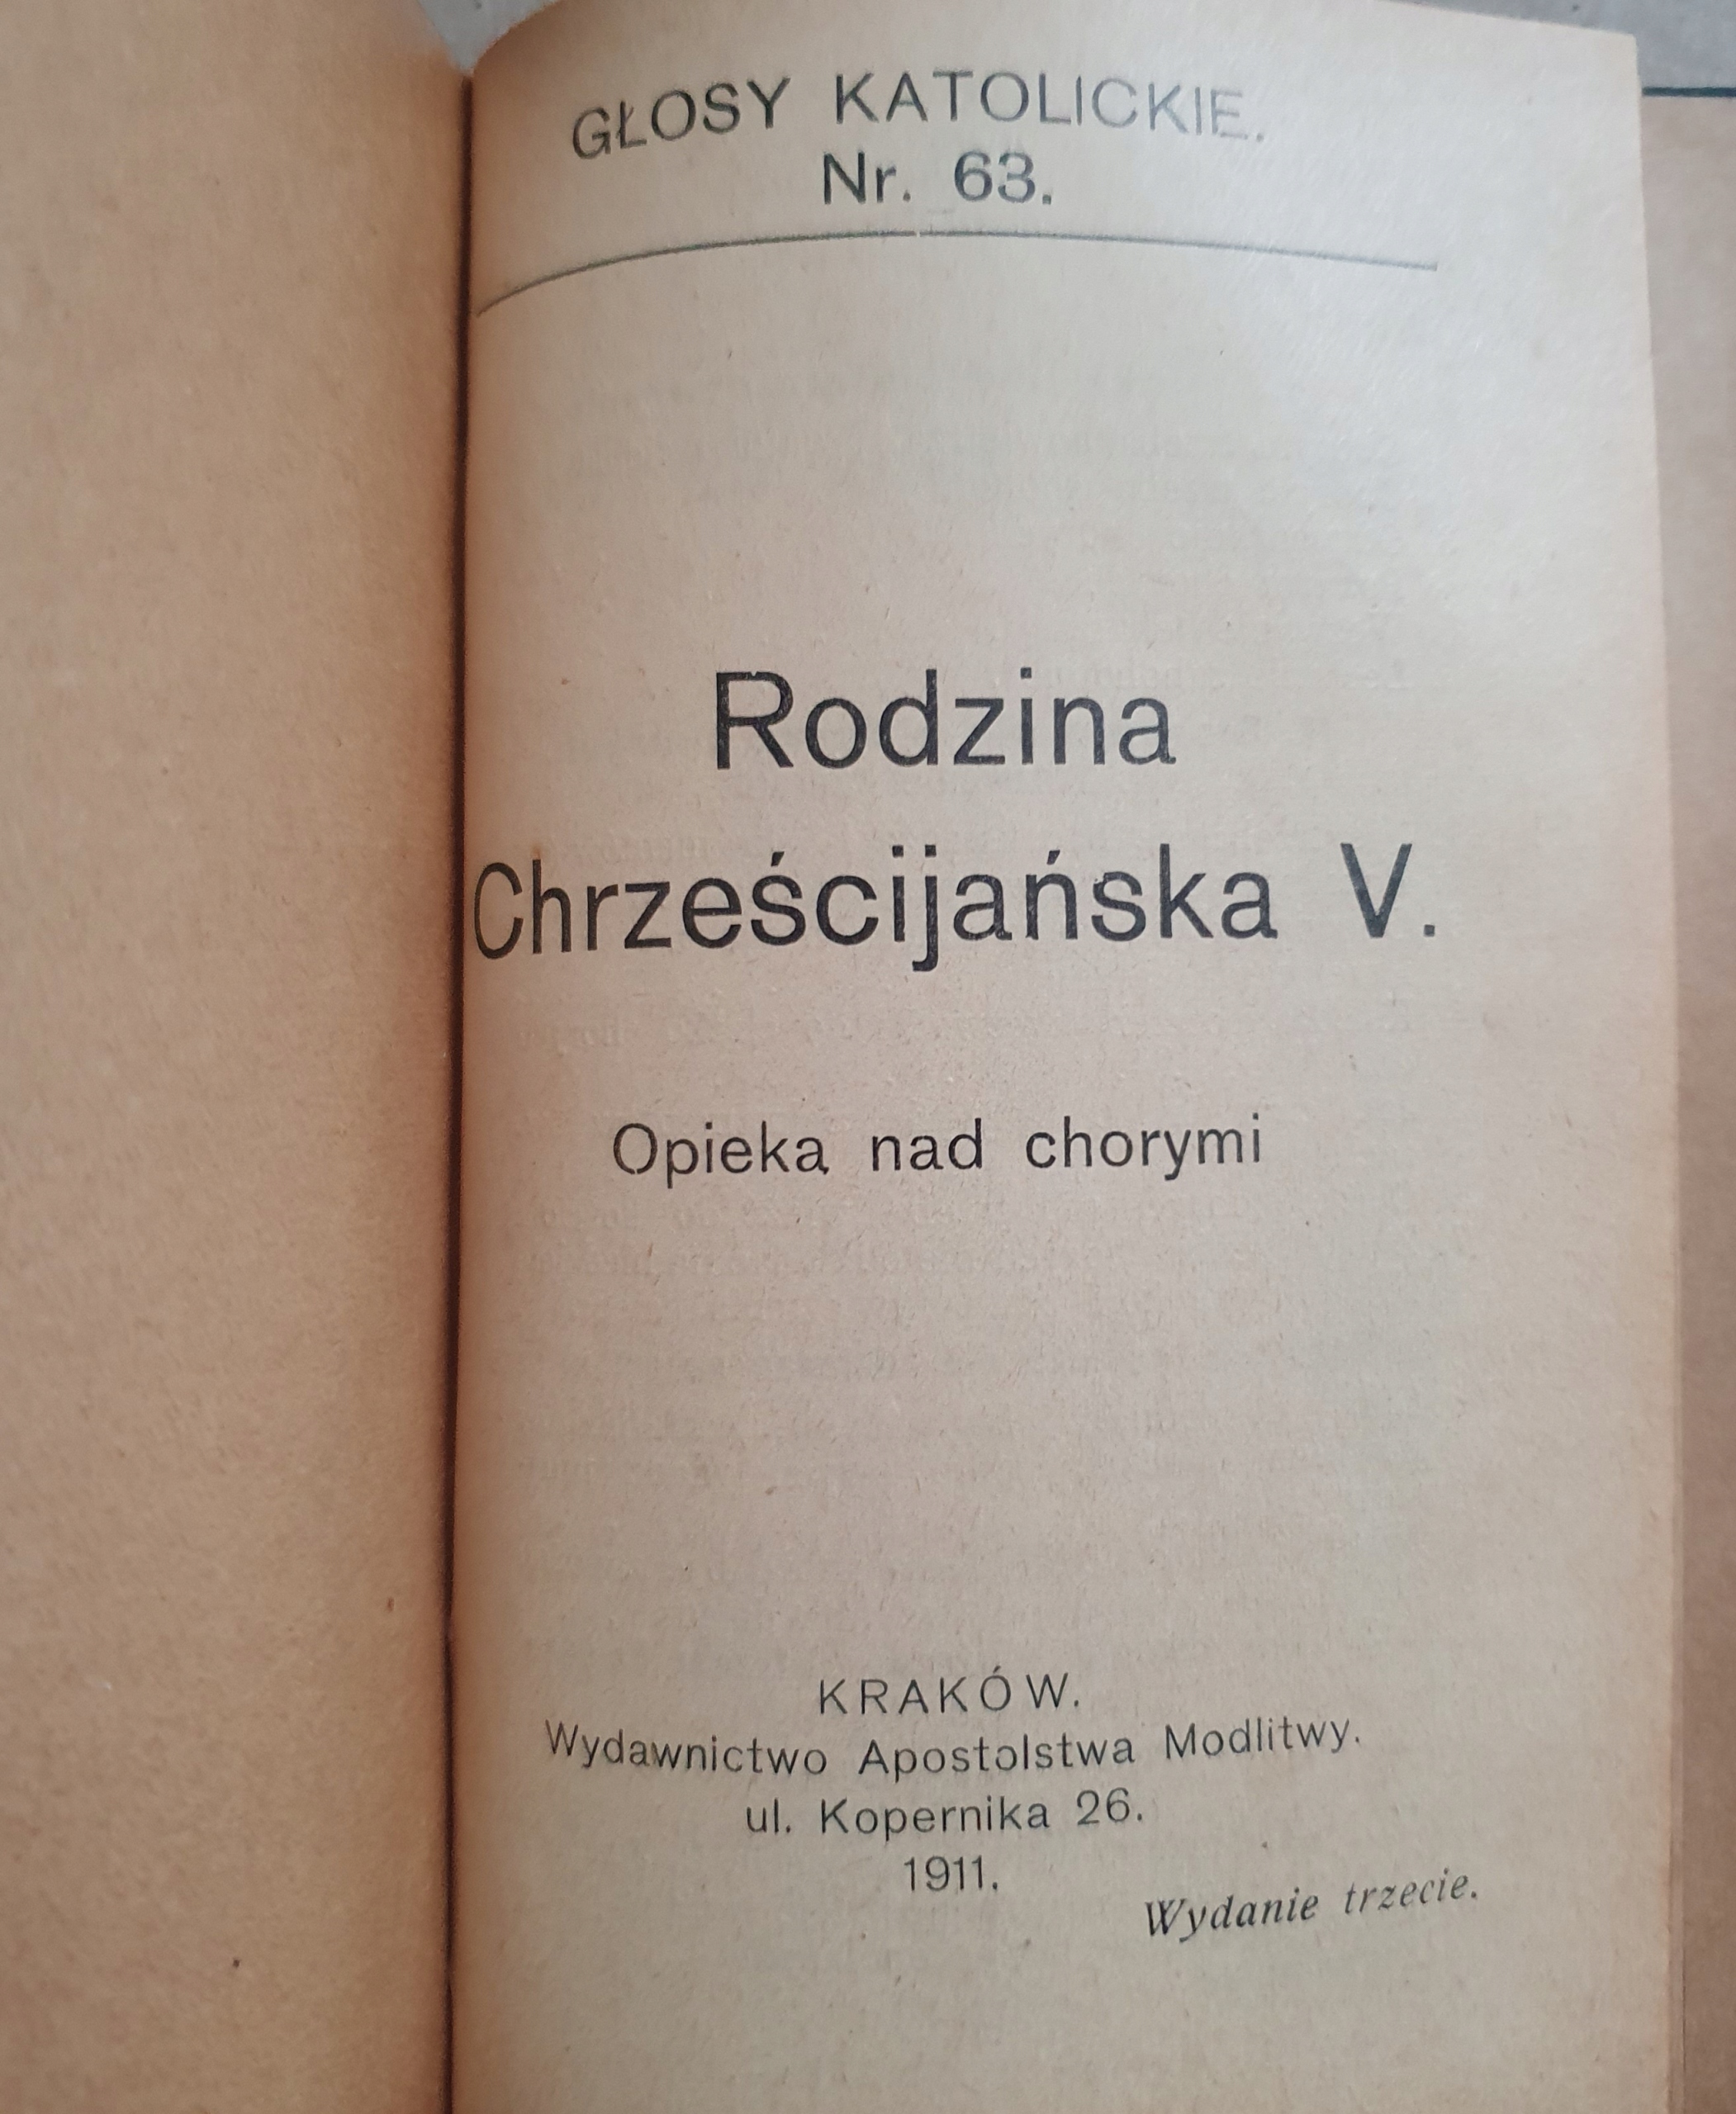 GŁOSY KATOLICKIE.
Nr. 63.
Rodzina
Chrześcijańska V.
Opieka nad chorymi
KRAKÓW.
Wydawnictwo Apostolstwa Modlitwy.
ul. Kopernika 26.
1911.
Wydanie trzecie.